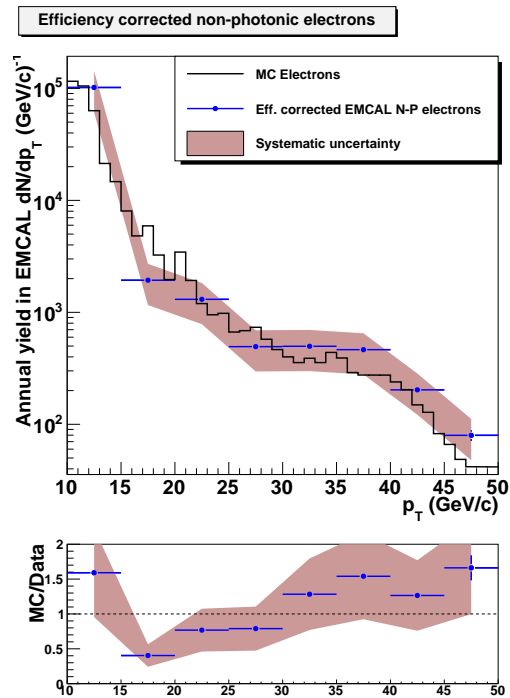 Efficiency corrected non-photonic electrons
Annual yield in EMCAL dN/dp_T (GeV/c)^-1
MC Electrons
Eff. corrected EMCAL N-P electrons
Systematic uncertainty
10^5
10^4
10^3
10^2
10 15 20 25 30 35 40 45 50
p_T (GeV/c)
MC/Data
2
1.5
1
0.5
0
10 15 20 25 30 35 40 45 50